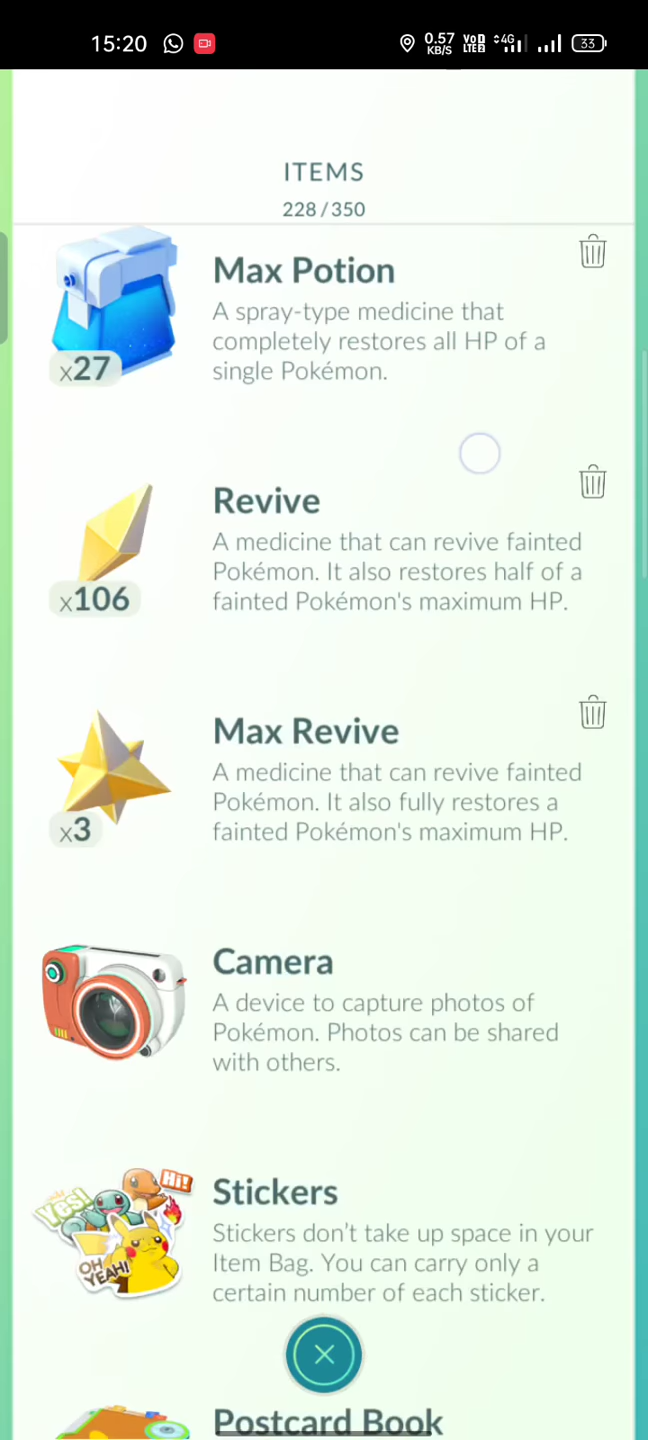 15:20
0.57
KB/S
Vo D
LTE 2
4G
33
ITEMS
228/350
Max Potion
A spray-type medicine that
completely restores all HP of a
single Pokémon.
x27
Revive
A medicine that can revive fainted
Pokémon. It also restores half of a
fainted Pokémon's maximum HP.
x106
Max Revive
A medicine that can revive fainted
Pokémon. It also fully restores a
fainted Pokémon's maximum HP.
x3
Camera
A device to capture photos of
Pokémon. Photos can be shared
with others.
Yes!
Hi!
OH
YEAH!
Stickers
Stickers don’t take up space in your
Item Bag. You can carry only a
certain number of each sticker.
Postcard Book